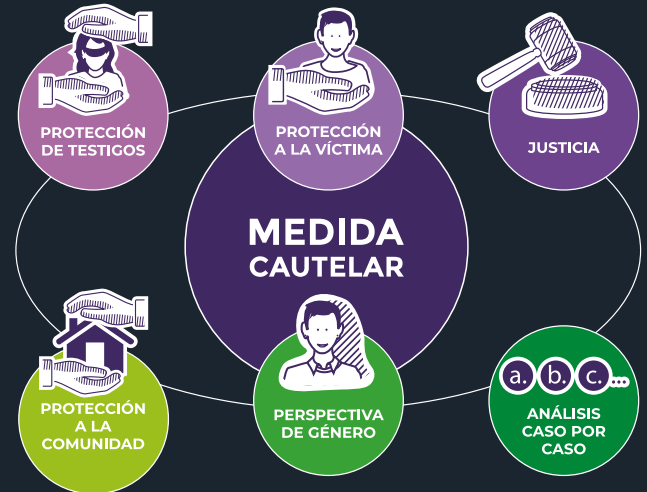 PROTECCIÓN
DE TESTIGOS
PROTECCIÓN
A LA VÍCTIMA
JUSTICIA
MEDIDA
CAUTELAR
PROTECCIÓN
A LA
COMUNIDAD
PERSPECTIVA
DE GÉNERO
a. b. c. ...
ANÁLISIS
CASO POR
CASO